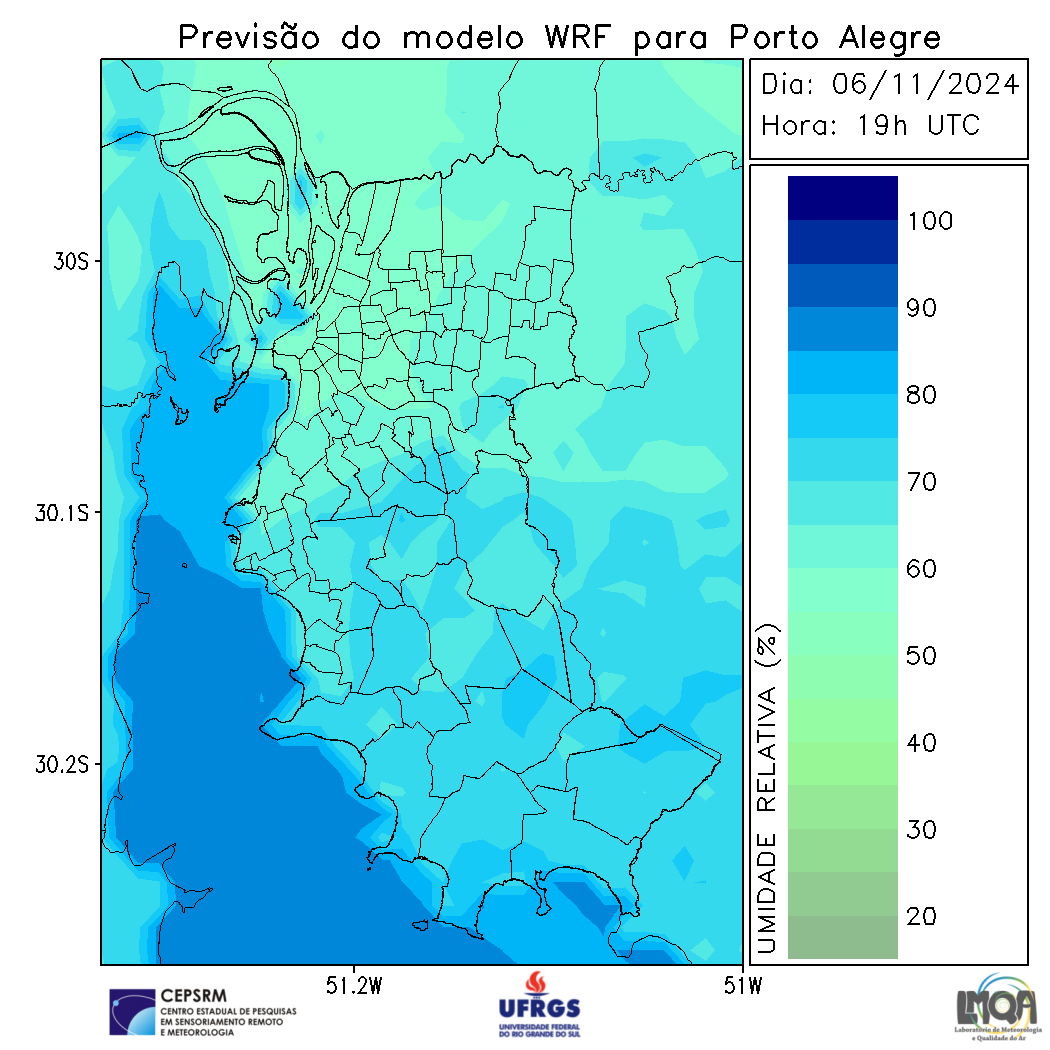 Previsão do modelo WRF para Porto Alegre
Dia: 06/11/2024
Hora: 19h UTC
30S
30.1S
30.2S
51.2W
51W
100
90
80
70
60
50
40
30
20
UMIDADE RELATIVA (%)
CEPSRM
CENTRO ESTADUAL DE PESQUISAS
EM SENSORIAMENTO REMOTO
E METEOROLOGIA
UFRGS
UNIVERSIDADE FEDERAL
DO RIO GRANDE DO SUL
LMQA
Laboratório de Meteorologia
e Qualidade do Ar